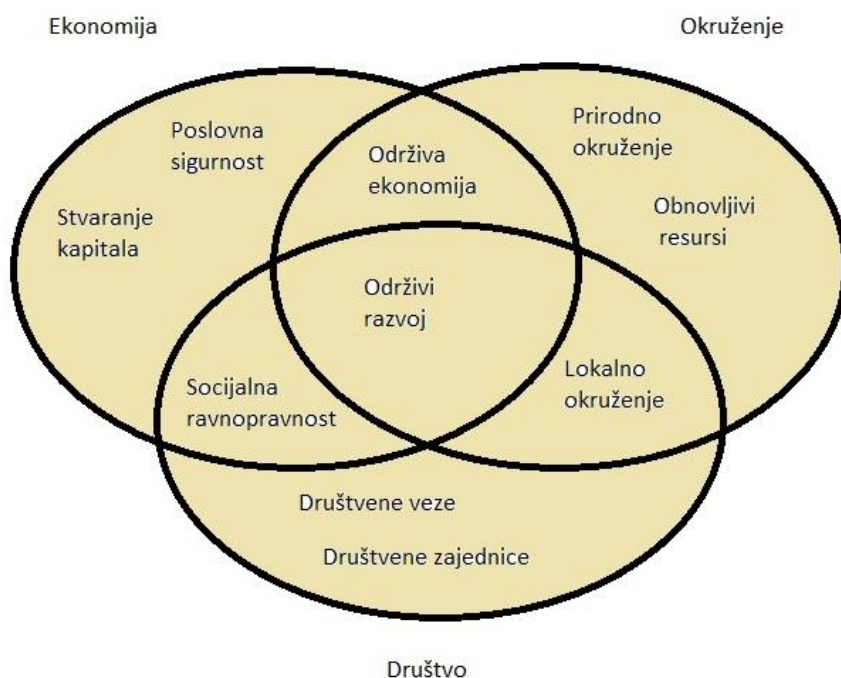 Ekonomija
Okruženje
Poslovna
sigurnost
Održiva
ekonomija
Prirodno
okruženje
Stvaranje
kapitala
Obnovljivi
resursi
Održivi
razvoj
Socijalna
ravnopravnost
Lokalno
okruženje
Društvene veze
Društvene zajednice
Društvo